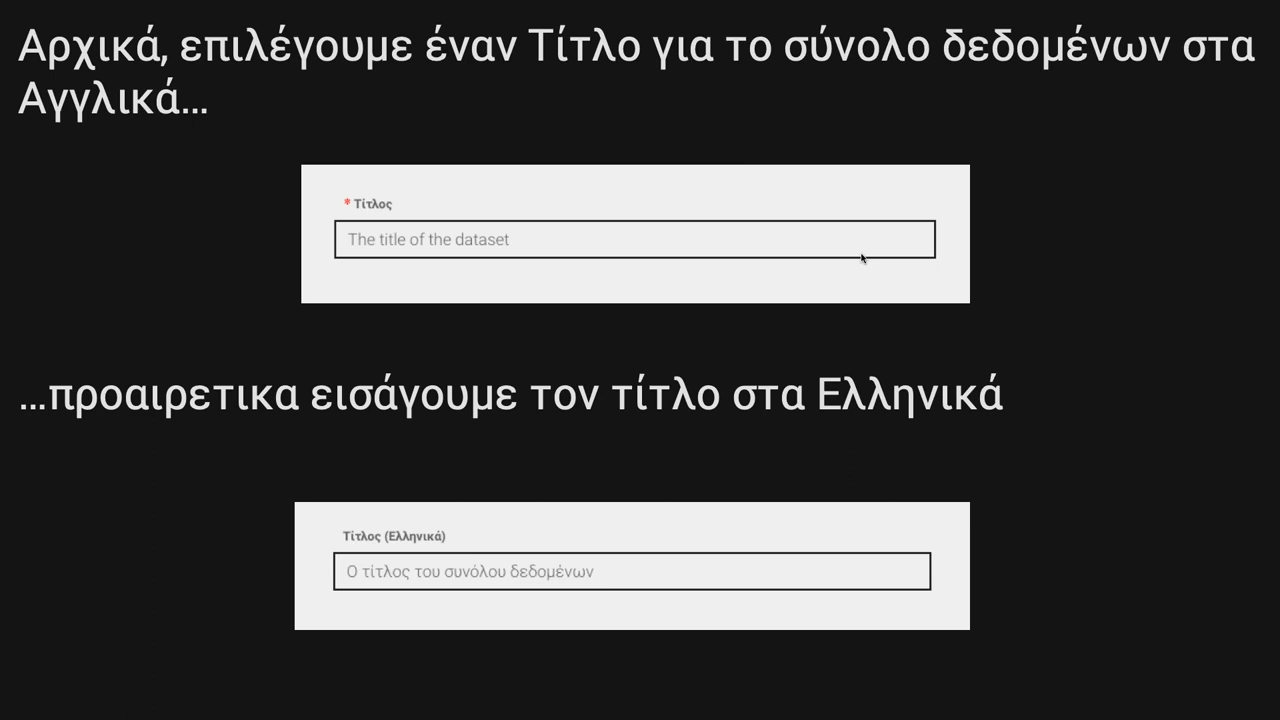 Αρχικά, επιλέγουμε έναν Τίτλο για το σύνολο δεδομένων στα
Αγγλικά...
* Τίτλος
The title of the dataset
...προαιρετικα εισάγουμε τον τίτλο στα Ελληνικά
Τίτλος (Ελληνικά)
Ο τίτλος του συνόλου δεδομένων